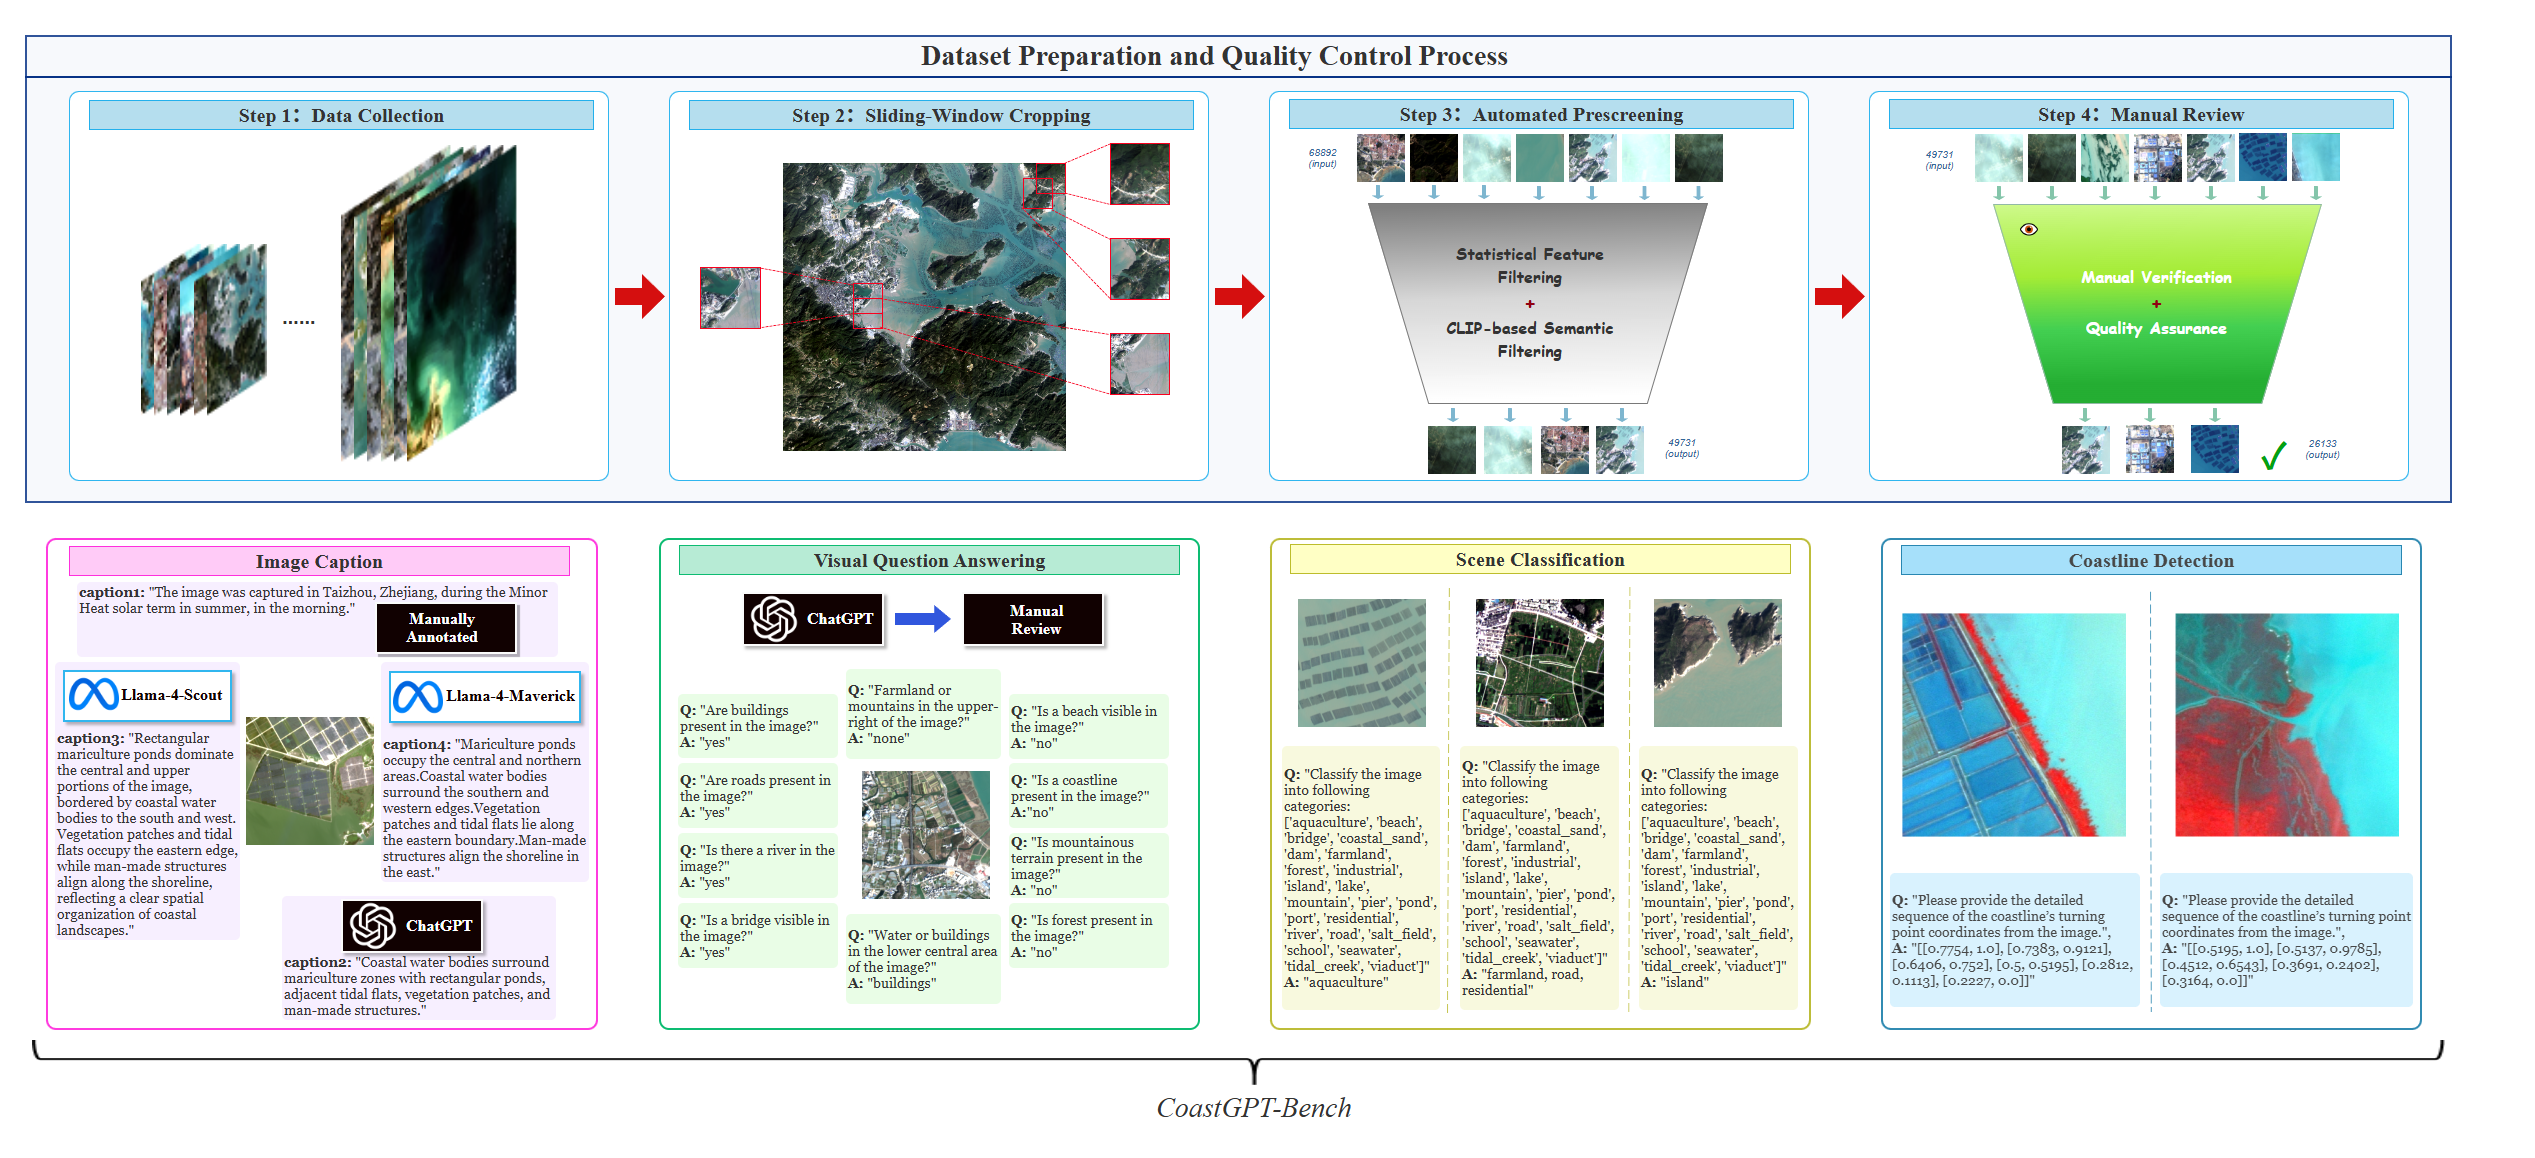 Dataset Preparation and Quality Control Process
Step 1: Data Collection
......
Step 2: Sliding-Window Cropping
Step 3: Automated Prescreening
68892
(input)
Statistical Feature
Filtering
+
CLIP-based Semantic
Filtering
49731
(output)
Step 4: Manual Review
49731
(input)
Manual Verification
+
Quality Assurance
26133
(output)
Image Caption
caption1: "The image was captured in Taizhou, Zhejiang, during the Minor
Heat solar term in summer, in the morning."
Manually
Annotated
Llama-4-Scout
caption3: "Rectangular
mariculture ponds dominate
the central and upper
portions of the image,
bordered by coastal water
bodies to the south and west.
Vegetation patches and tidal
flats occupy the eastern edge,
while man-made structures
align along the shoreline,
reflecting a clear spatial
organization of coastal
landscapes."
Llama-4-Maverick
caption4: "Mariculture ponds
occupy the central and northern
areas.Coastal water bodies
surround the southern and
western edges.Vegetation
patches and tidal flats lie along
the eastern boundary.Man-made
structures align the shoreline in
the east."
ChatGPT
caption2: "Coastal water bodies surround
mariculture zones with rectangular ponds,
adjacent tidal flats, vegetation patches, and
man-made structures."
Visual Question Answering
ChatGPT
Manual
Review
Q: "Are buildings
present in the image?"
A: "yes"
Q: "Are roads present in
the image?"
A: "yes"
Q: "Is there a river in the
image?"
A: "yes"
Q: "Is a bridge visible in
the image?"
A: "yes"
Q: "Farmland or
mountains in the upper-
right of the image?"
A: "none"
Q: "Water or buildings
in the lower central area
of the image?"
A: "buildings"
Q: "Is a beach visible in
the image?"
A: "no"
Q: "Is a coastline
present in the image?"
A:"no"
Q: "Is mountainous
terrain present in the
image?"
A: "no"
Q: "Is forest present in
the image?"
A: "no"
Scene Classification
Q: "Classify the image
into following
categories:
['aquaculture', 'beach',
'bridge', 'coastal_sand',
'dam', 'farmland',
'forest', 'industrial',
'island', 'lake',
'mountain', 'pier', 'pond',
'port', 'residential',
'river', 'road', 'salt_field',
'school', 'seawater',
'tidal_creek', 'viaduct']"
A: "aquaculture"
Q: "Classify the image
into following
categories:
['aquaculture', 'beach',
'bridge', 'coastal_sand',
'dam', 'farmland',
'forest', 'industrial',
'island', 'lake',
'mountain', 'pier', 'pond',
'port', 'residential',
'river', 'road', 'salt_field',
'school', 'seawater',
'tidal_creek', 'viaduct']"
A: "farmland, road,
residential"
Q: "Classify the image
into following
categories:
['aquaculture', 'beach',
'bridge', 'coastal_sand',
'dam', 'farmland',
'forest', 'industrial',
'island', 'lake',
'mountain', 'pier', 'pond',
'port', 'residential',
'river', 'road', 'salt_field',
'school', 'seawater',
'tidal_creek', 'viaduct']"
A: "island"
Coastline Detection
Q: "Please provide the detailed
sequence of the coastline's turning
point coordinates from the image.",
A: "[[0.7754, 1.0], [0.7383, 0.9121],
[0.6406, 0.752], [0.5, 0.5195], [0.2812,
0.1113], [0.2227, 0.0]]"
Q: "Please provide the detailed
sequence of the coastline's turning point
coordinates from the image.",
A: "[[0.5195, 1.0], [0.5137, 0.9785],
[0.4512, 0.6543], [0.3691, 0.2402],
[0.3164, 0.0]]"
CoastGPT-Bench